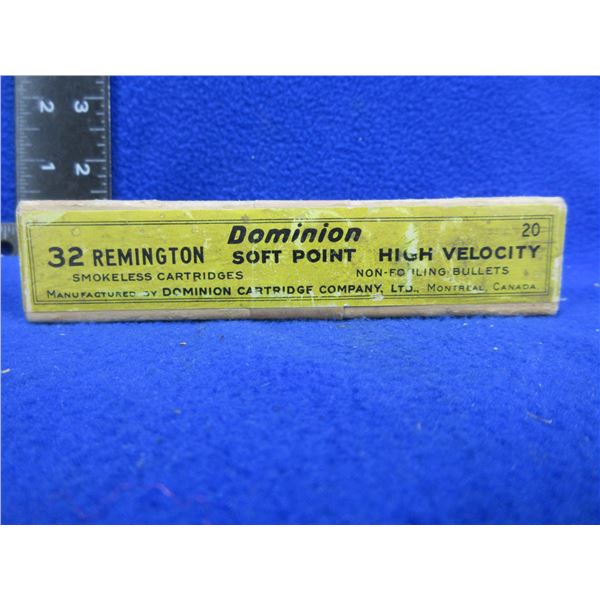 3
2
2
1
Dominion 20
32 REMINGTON SOFT POINT HIGH VELOCITY
SMOKELESS CARTRIDGES NON-FOULING BULLETS
MANUFACTURED BY DOMINION CARTRIDGE COMPANY, LTD., MONTREAL, CANADA